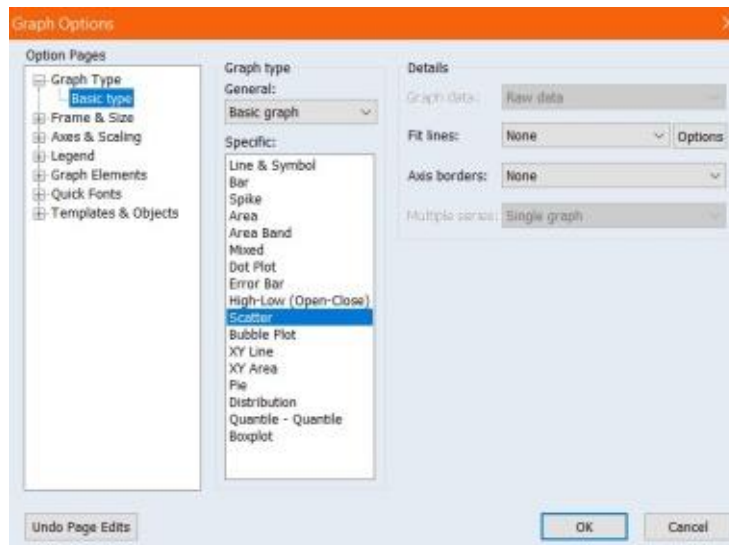 Graph Options
Option Pages
Graph Type
Basic type
Frame & Size
Axes & Scaling
Legend
Graph Elements
Quick Fonts
Templates & Objects
Graph type
General:
Basic graph
Specific:
Line & Symbol
Bar
Spike
Area
Area Band
Mixed
Dot Plot
Error Bar
High-Low (Open-Close)
Scatter
Bubble Plot
XY Line
XY Area
Pie
Distribution
Quantile - Quantile
Boxplot
Details
Graph data: Raw data
Fit lines: None Options
Axis borders: None
Multiple series: Single graph
Undo Page Edits
OK
Cancel